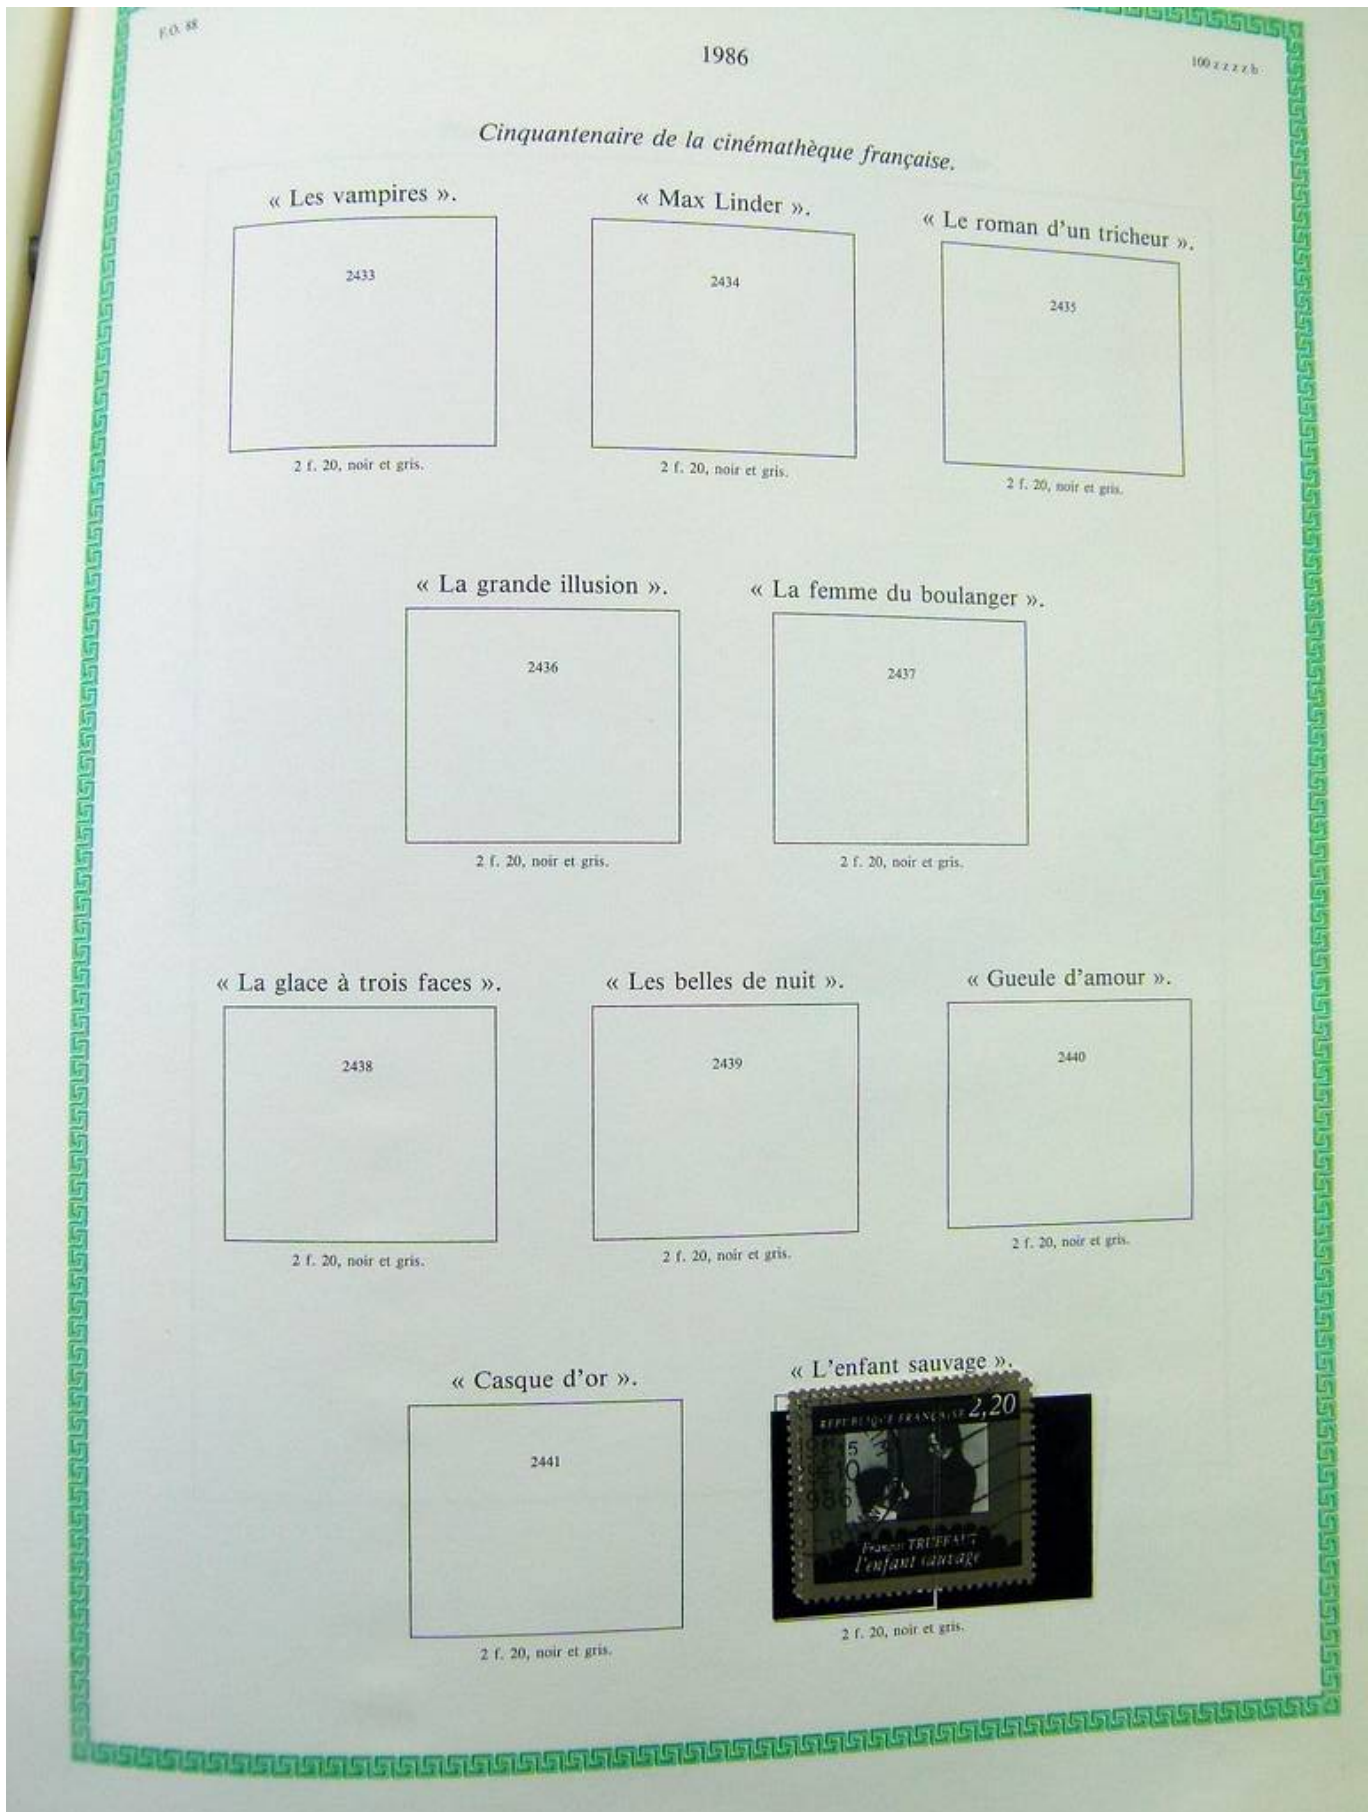 F.O. 88
1986
100 z z z z b
Cinquantenaire de la cinémathèque française.
« Les vampires ».
« Max Linder ».
« Le roman d'un tricheur ».
2433
2434
2435
2 f. 20, noir et gris.
2 f. 20, noir et gris.
2 f. 20, noir et gris.
« La grande illusion ».
« La femme du boulanger ».
2436
2437
2 f. 20, noir et gris.
2 f. 20, noir et gris.
« La glace à trois faces ».
« Les belles de nuit ».
« Gueule d'amour ».
2438
2439
2440
2 f. 20, noir et gris.
2 f. 20, noir et gris.
2 f. 20, noir et gris.
« Casque d'or ».
« L'enfant sauvage ».
2441
REPUBLIQUE FRANÇAISE 2,20
François TRUFFAUT
l'enfant sauvage
2 f. 20, noir et gris.
2 f. 20, noir et gris.